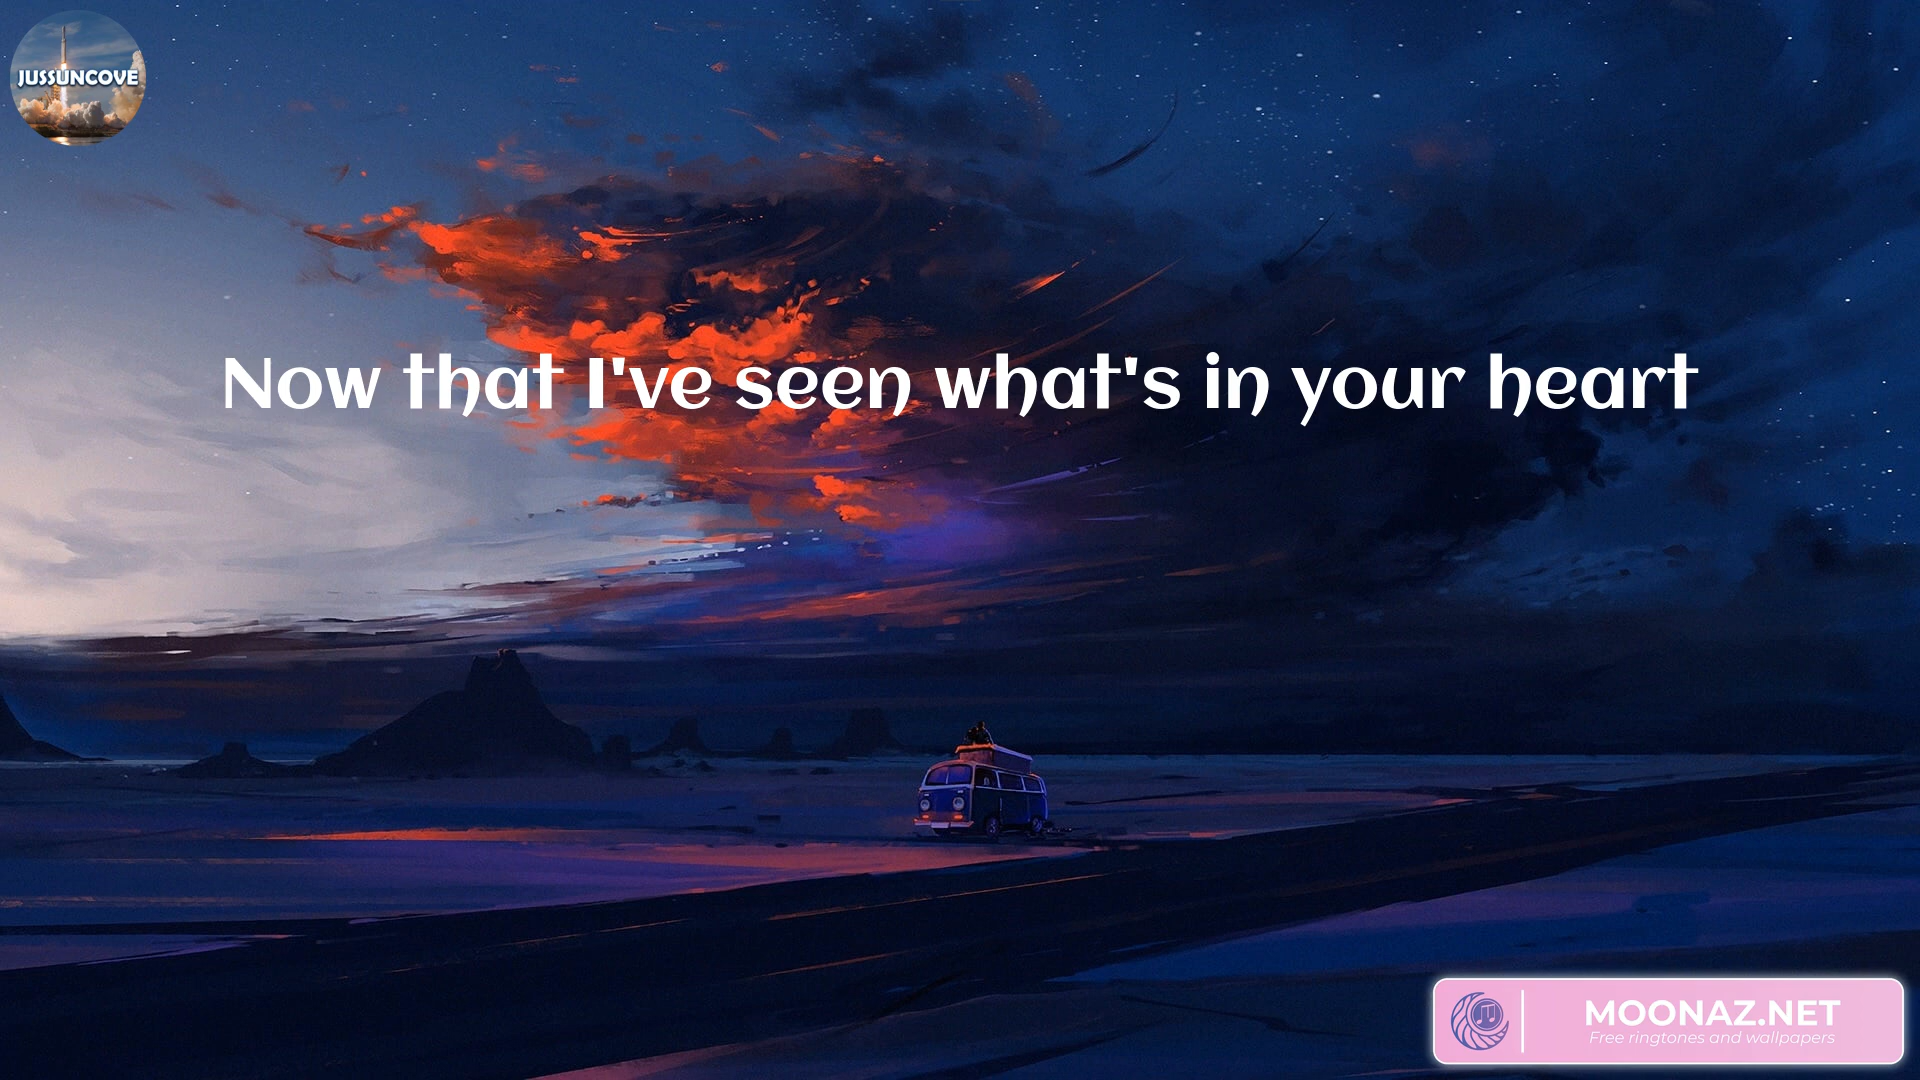 JUSSUNCOVE
Now that I've seen what's in your heart
MOONAZ.NET
Free ringtones and wallpapers